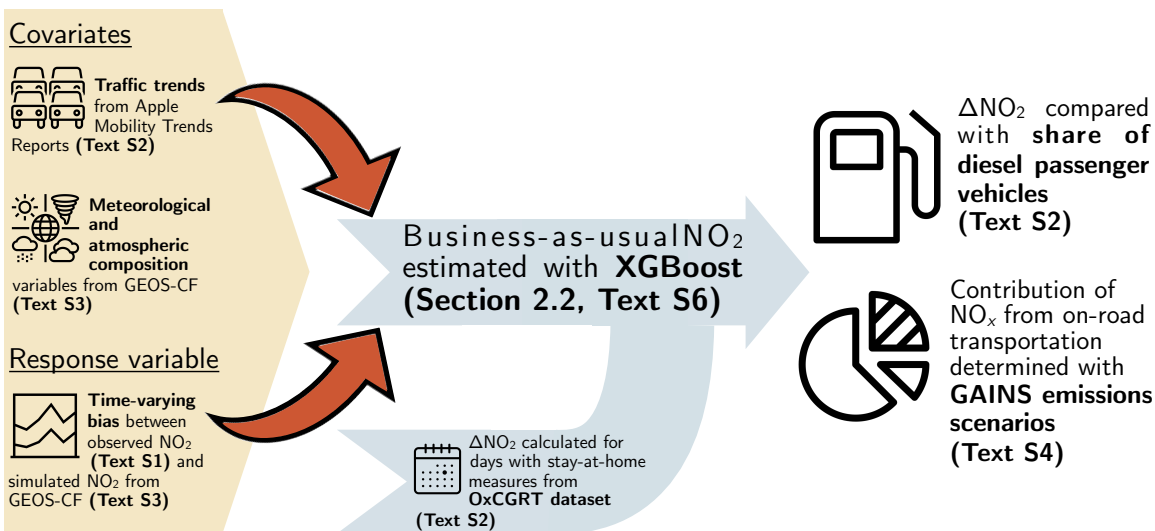 Covariates
Traffic trends
from Apple
Mobility Trends
Reports (Text S2)
Meteorological
and
atmospheric
composition
variables from GEOS-CF
(Text S3)
Response variable
Time-varying
bias between
observed NO₂
(Text S1) and
simulated NO₂ from
GEOS-CF (Text S3)
Business-as-usualNO₂
estimated with XGBoost
(Section 2.2, Text S6)
ΔNO₂ calculated for
days with stay-at-home
measures from
OxCGRT dataset
(Text S2)
ΔNO₂ compared
with share of
diesel passenger
vehicles
(Text S2)
Contribution of
NOₓ from on-road
transportation
determined with
GAINS emissions
scenarios
(Text S4)